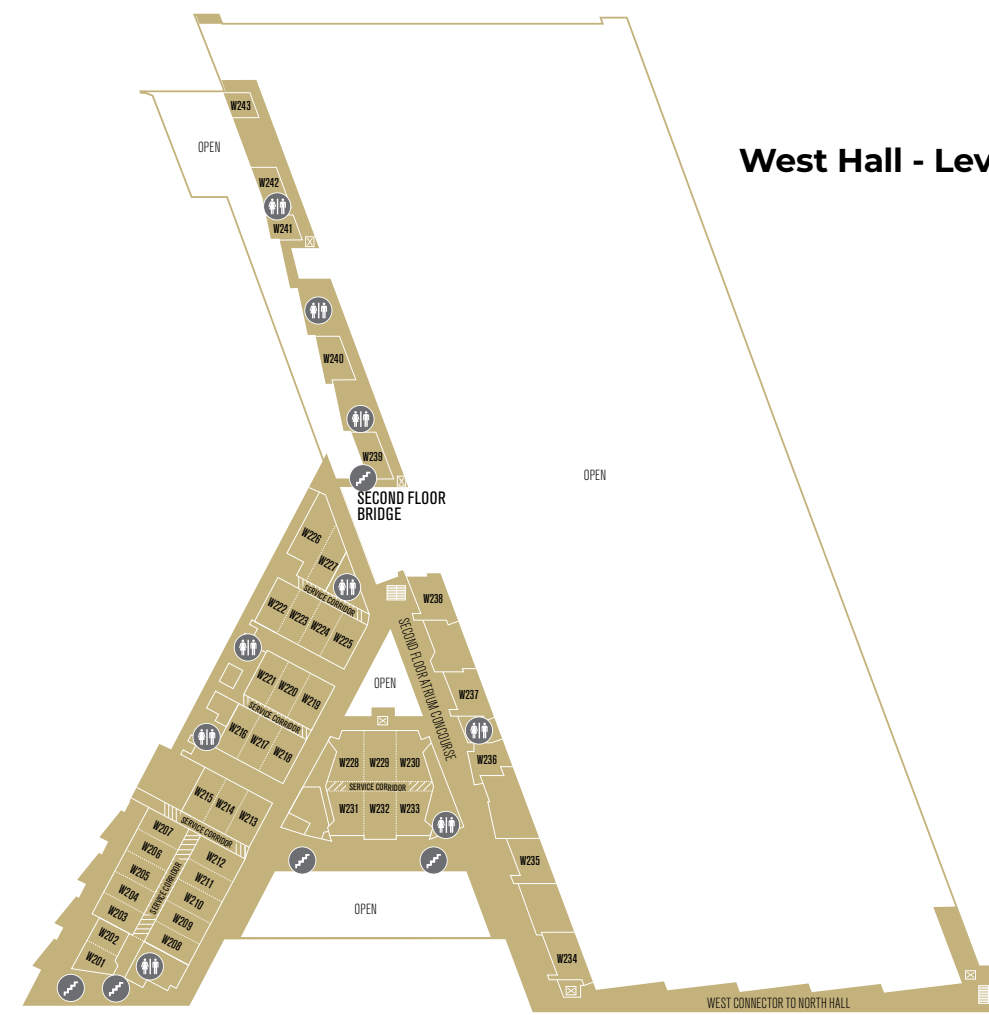 W243
OPEN
West Hall - Lev
W242
W241
W240
W239
SECOND FLOOR
BRIDGE
OPEN
W226
W227
SERVICE CORRIDOR
W222
W223
W224
W225
W238
SECOND FLOOR ATRIUM CONCOURSE
W221
W220
W219
OPEN
W237
SERVICE CORRIDOR
W216
W217
W218
W228
W229
W230
W236
SERVICE CORRIDOR
W231
W232
W233
W215
W214
W213
SERVICE CORRIDOR
W207
W206
W205
W204
W203
W202
W201
SERVICE CORRIDOR
W212
W211
W210
W209
W208
W235
OPEN
W234
WEST CONNECTOR TO NORTH HALL